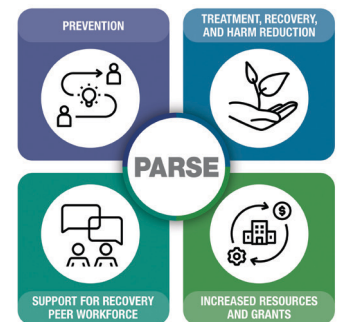 PREVENTION
TREATMENT, RECOVERY,
AND HARM REDUCTION
PARSE
SUPPORT FOR RECOVERY
PEER WORKFORCE
INCREASED RESOURCES
AND GRANTS
$